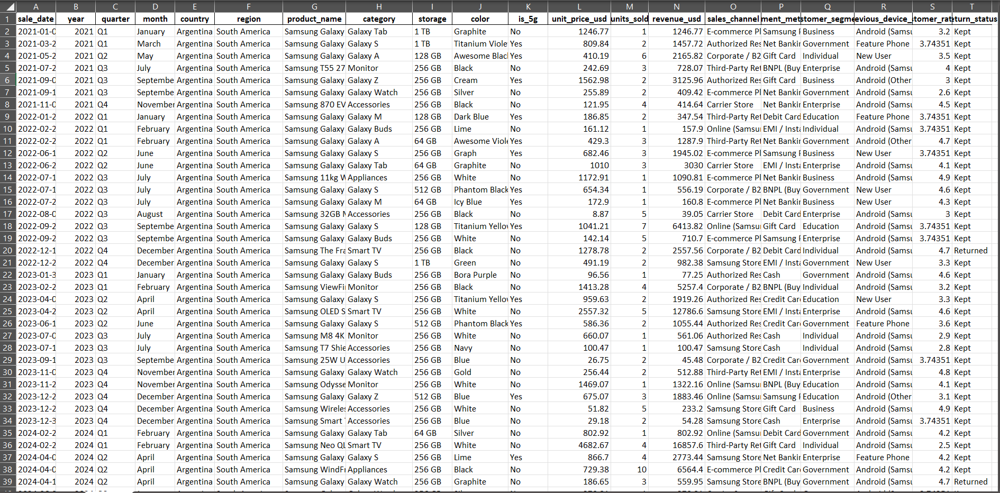 A B C D E F G H I J K L M N O P Q R S T
1 sale_date year quarter month country region product_name category storage color is_5g unit_price_usd units_sold revenue_usd sales_channel ment_met stomer_segme evious_device_ tomer_rat turn_status
2 2021-01-0 2021 Q1 January Argentina South America Samsung Galaxy Galaxy Tab 1 TB Graphite No 1246.77 1 1246.77 E-commerce Pl Samsung P Business Android (Samsu 3.2 Kept
3 2021-03-2 2021 Q1 March Argentina South America Samsung Galaxy Galaxy S 1 TB Titanium Viole Yes 809.84 2 1457.72 Authorized Res Net Bankin Government Feature Phone 3.74351 Kept
4 2021-05-2 2021 Q2 May Argentina South America Samsung Galaxy Galaxy A 128 GB Awesome Blac Yes 410.19 6 2165.82 Corporate / B2 Gift Card Individual New User 3.5 Kept
5 2021-07-2 2021 Q3 July Argentina South America Samsung T55 27 Monitor 256 GB Black No 242.69 3 728.07 Third-Party Ret BNPL (Buy Enterprise Android (Samsu 4 Kept
6 2021-09-0 2021 Q3 Septembe Argentina South America Samsung Galaxy Galaxy Z 256 GB Cream Yes 1562.98 2 3125.96 Authorized Res Gift Card Business Android (Other 3 Kept
7 2021-09-1 2021 Q3 Septembe Argentina South America Samsung Galaxy Galaxy Watch 256 GB Silver No 255.89 2 409.42 E-commerce Pl Net Bankin Government Android (Samsu 2.6 Kept
8 2021-11-0 2021 Q4 November Argentina South America Samsung 870 EV Accessories 256 GB Black No 121.95 4 414.64 Carrier Store Net Bankin Enterprise Android (Samsu 4.5 Kept
9 2022-01-2 2022 Q1 January Argentina South America Samsung Galaxy Galaxy M 128 GB Dark Blue Yes 186.85 2 347.54 Third-Party Ret Debit Card Education Feature Phone 3.74351 Kept
10 2022-02-2 2022 Q1 February Argentina South America Samsung Galaxy Galaxy Buds 256 GB Lime No 161.12 1 157.9 Online (Samsu EMI / Insta Individual Android (Samsu 3.74351 Kept
11 2022-02-2 2022 Q1 February Argentina South America Samsung Galaxy Galaxy A 64 GB Awesome Viole Yes 429.3 3 1287.9 Third-Party Ret Net Bankin Government Android (Other 4.7 Kept
12 2022-06-1 2022 Q2 June Argentina South America Samsung Galaxy Galaxy S 256 GB Graph Yes 682.46 3 1945.02 E-commerce Pl Samsung P Business New User 3.74351 Kept
13 2022-06-2 2022 Q2 June Argentina South America Samsung Galaxy Galaxy Tab 64 GB Graphite No 1010 3 3030 Carrier Store EMI / Insta Enterprise Android (Samsu 4.1 Kept
14 2022-07-1 2022 Q3 July Argentina South America Samsung 11kg W Appliances 256 GB White No 1172.91 1 1090.81 E-commerce Pl Net Bankin Business Android (Samsu 4.9 Kept
15 2022-07-1 2022 Q3 July Argentina South America Samsung Galaxy Galaxy S 512 GB Phantom Black Yes 654.34 1 556.19 Corporate / B2 BNPL (Buy Government New User 4.6 Kept
16 2022-07-2 2022 Q3 July Argentina South America Samsung Galaxy Galaxy M 64 GB Icy Blue Yes 172.9 1 160.8 E-commerce Pl Net Bankin Business New User 4.3 Kept
17 2022-08-0 2022 Q3 August Argentina South America Samsung 32GB M Accessories 256 GB Black No 8.87 5 39.05 Carrier Store Debit Card Enterprise Android (Samsu 3 Kept
18 2022-09-2 2022 Q3 Septembe Argentina South America Samsung Galaxy Galaxy S 128 GB Titanium Yellov Yes 1041.21 7 6413.82 Online (Samsu Gift Card Education Android (Samsu 3.74351 Kept
19 2022-09-2 2022 Q3 Septembe Argentina South America Samsung Galaxy Galaxy Buds 256 GB White No 142.14 5 710.7 E-commerce Pl Samsung P Enterprise Android (Samsu 3.74351 Kept
20 2022-12-1 2022 Q4 December Argentina South America Samsung The Fra Smart TV 256 GB Black No 1278.78 2 2557.56 Corporate / B2 Debit Card Individual Android (Samsu 4.7 Returned
21 2022-12-2 2022 Q4 December Argentina South America Samsung Galaxy Galaxy S 1 TB Green No 491.19 2 982.38 Samsung Store EMI / Insta Government New User 3.3 Kept
22 2023-01-3 2023 Q1 January Argentina South America Samsung Galaxy Galaxy Buds 256 GB Bora Purple No 96.56 1 77.25 Authorized Res Cash Government Android (Samsu 4.6 Kept
23 2023-02-2 2023 Q1 February Argentina South America Samsung ViewFi Monitor 256 GB Black No 1413.28 4 5257.4 Corporate / B2 BNPL (Buy Individual Android (Samsu 3.2 Kept
24 2023-04-0 2023 Q2 April Argentina South America Samsung Galaxy Galaxy S 256 GB Titanium Yellov Yes 959.63 2 1919.26 Authorized Res Credit Card Education New User 3.3 Kept
25 2023-04-2 2023 Q2 April Argentina South America Samsung OLED S Smart TV 256 GB White No 2557.32 5 12786.6 Samsung Store EMI / Insta Enterprise Android (Samsu 4.6 Kept
26 2023-06-1 2023 Q2 June Argentina South America Samsung Galaxy Galaxy S 512 GB Phantom Black Yes 586.36 2 1055.44 Authorized Res Credit Card Government Feature Phone 3.6 Kept
27 2023-07-0 2023 Q3 July Argentina South America Samsung M8 4K Monitor 256 GB White No 660.07 1 561.06 Authorized Res Cash Individual Android (Samsu 2.9 Kept
28 2023-07-1 2023 Q3 July Argentina South America Samsung T7 Shie Accessories 256 GB Navy No 100.47 1 100.47 Samsung Store Cash Individual Android (Samsu 2.8 Kept
29 2023-09-1 2023 Q3 Septembe Argentina South America Samsung 25W U Accessories 256 GB Blue No 26.75 2 45.48 Corporate / B2 Credit Card Government Android (Samsu 3.74351 Kept
30 2023-11-0 2023 Q4 November Argentina South America Samsung Galaxy Galaxy Watch 256 GB Gold No 256.44 2 512.88 Third-Party Ret EMI / Insta Enterprise Android (Samsu 4.8 Kept
31 2023-11-2 2023 Q4 November Argentina South America Samsung Odysse Monitor 256 GB White No 1469.07 1 1322.16 Online (Samsu BNPL (Buy Education Android (Samsu 4.1 Kept
32 2023-12-2 2023 Q4 December Argentina South America Samsung Galaxy Galaxy Z 512 GB Blue Yes 675.07 3 1883.46 Online (Samsu Samsung P Education Android (Other 3.1 Kept
33 2023-12-2 2023 Q4 December Argentina South America Samsung Wireles Accessories 256 GB White No 51.82 5 233.2 Samsung Store Gift Card Business Android (Samsu 4.9 Kept
34 2023-12-3 2023 Q4 December Argentina South America Samsung Smart Accessories 256 GB Blue No 29.18 2 54.28 Samsung Store Cash Enterprise Android (Samsu 3.74351 Kept
35 2024-02-2 2024 Q1 February Argentina South America Samsung Galaxy Galaxy Tab 64 GB Silver No 802.92 1 802.92 Online (Samsu Debit Card Government Android (Samsu 4.2 Kept
36 2024-02-2 2024 Q1 February Argentina South America Samsung Neo QL Smart TV 256 GB White No 4682.67 4 16857.6 Third-Party Ret Gift Card Individual Android (Samsu 2.5 Kept
37 2024-04-0 2024 Q2 April Argentina South America Samsung Galaxy Galaxy S 256 GB Lime Yes 866.7 4 2773.44 Samsung Store Net Bankin Enterprise Feature Phone 4.2 Kept
38 2024-04-0 2024 Q2 April Argentina South America Samsung WindFr Appliances 256 GB Black No 729.38 10 6564.4 E-commerce Pl Credit Card Government Android (Samsu 4.2 Kept
39 2024-04-1 2024 Q2 April Argentina South America Samsung Galaxy Galaxy Watch 256 GB Graphite No 186.65 3 559.95 Samsung Store BNPL (Buy Government Android (Samsu 4.7 Returned